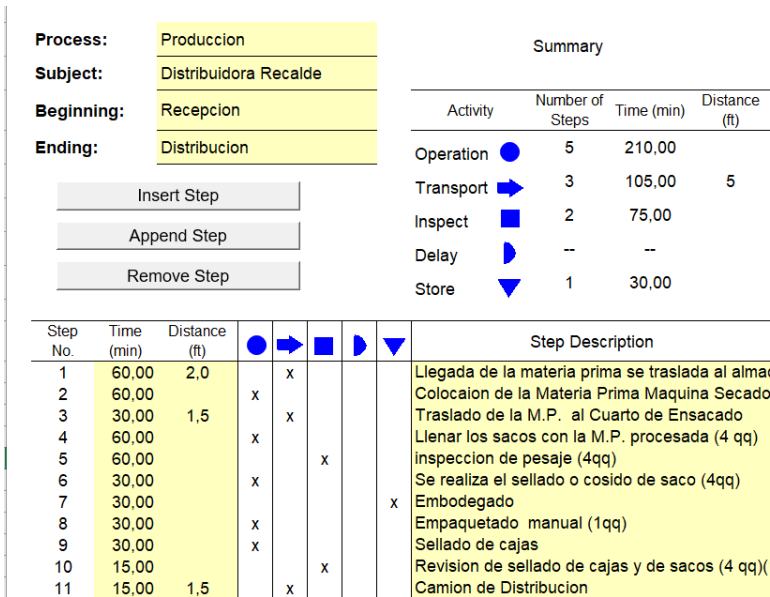 Process: Produccion
Subject: Distribuidora Recalde
Beginning: Recepcion
Ending: Distribucion
Insert Step
Append Step
Remove Step
Summary
Activity Number of Steps Time (min) Distance (ft)
Operation 5 210,00
Transport 3 105,00 5
Inspect 2 75,00
Delay -- --
Store 1 30,00
Step No. Time (min) Distance (ft) Step Description
1 60,00 2,0 x Llegada de la materia prima se traslada al
2 60,00 x Colocaion de la Materia Prima Maquina Secado
3 30,00 1,5 x Traslado de la M.P. al Cuarto de Ensacado
4 60,00 x Llenar los sacos con la M.P. procesada (4 qq)
5 60,00 x inspeccion de pesaje (4qq)
6 30,00 x Se realiza el sellado o cosido de saco (4qq)
7 30,00 x Embodegado
8 30,00 x Empaquetado manual (1qq)
9 30,00 x Sellado de cajas
10 15,00 x Revision de sellado de cajas y de sacos (4 qq)(
11 15,00 1,5 x Camion de Distribucion